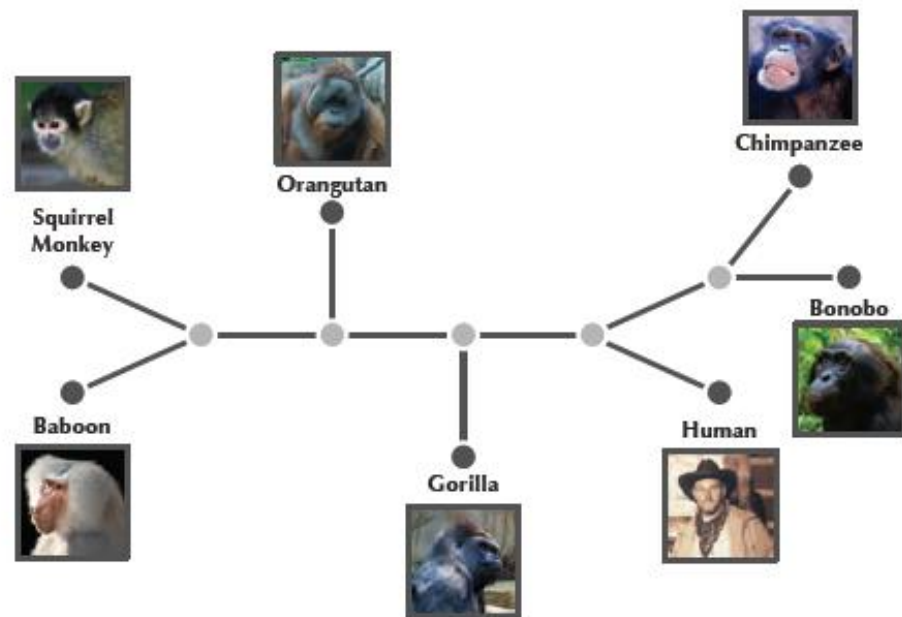 Chimpanzee
Orangutan
Squirrel
Monkey
Bonobo
Baboon
Human
Gorilla